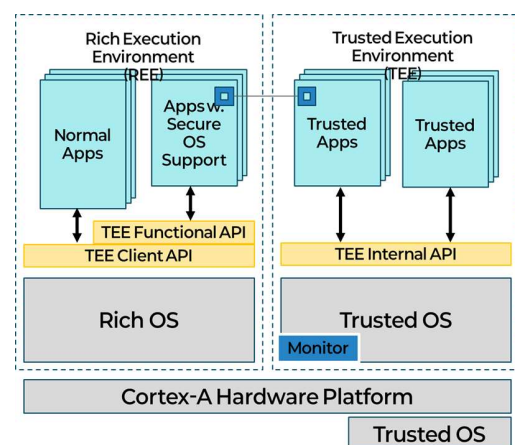 Rich Execution
Environment
(REE)
Trusted Execution
Environment
(TEE)
Normal
Apps
Apps w.
Secure
OS
Support
Trusted
Apps
Trusted
Apps
TEE Functional API
TEE Client API
TEE Internal API
Rich OS
Trusted OS
Monitor
Cortex-A Hardware Platform
Trusted OS